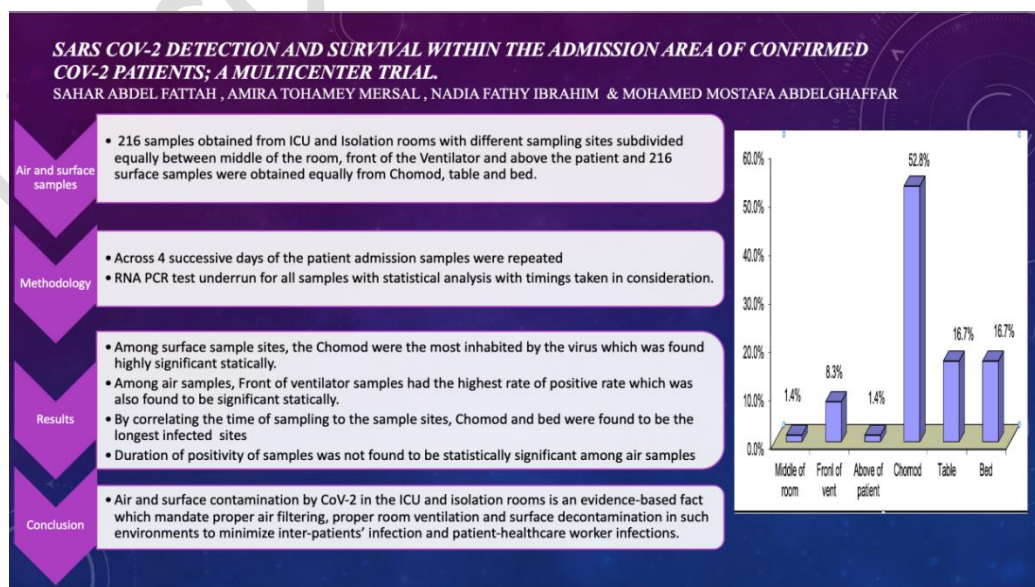 SARS COV-2 DETECTION AND SURVIVAL WITHIN THE ADMISSION AREA OF CONFIRMED
COV-2 PATIENTS; A MULTICENTER TRIAL.
SAHAR ABDEL FATTAH , AMIRA TOHAMEY MERSAL , NADIA FATHY IBRAHIM & MOHAMED MOSTAFA ABDELGHAFFAR
Air and surface
samples
• 216 samples obtained from ICU and Isolation rooms with different sampling sites subdivided
equally between middle of the room, front of the Ventilator and above the patient and 216
surface samples were obtained equally from Chomod, table and bed.
Methodology
• Across 4 successive days of the patient admission samples were repeated
• RNA PCR test underrun for all samples with statistical analysis with timings taken in consideration.
Results
• Among surface sample sites, the Chomod were the most inhabited by the virus which was found
highly significant statically.
• Among air samples, Front of ventilator samples had the highest rate of positive rate which was
also found to be significant statically.
• By correlating the time of sampling to the sample sites, Chomod and bed were found to be the
longest infected sites
• Duration of positivity of samples was not found to be statistically significant among air samples
Conclusion
• Air and surface contamination by CoV-2 in the ICU and isolation rooms is an evidence-based fact
which mandate proper air filtering, proper room ventilation and surface decontamination in such
environments to minimize inter-patients’ infection and patient-healthcare worker infections.
60.0%
50.0%
40.0%
30.0%
20.0%
10.0%
0.0%
1.4%
8.3%
1.4%
52.8%
16.7%
16.7%
Middle of
room
Front of
vent
Above of
patient
Chomod
Table
Bed